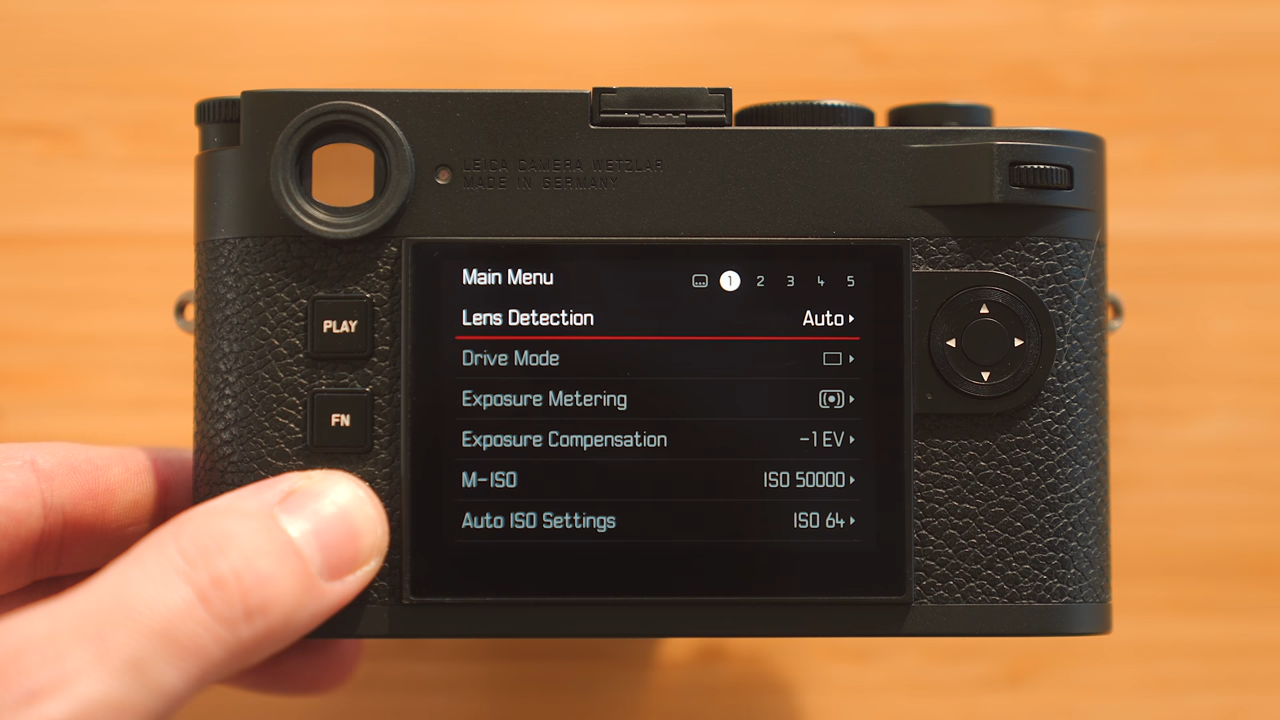 LEICA CAMERA WETZLAR
MADE IN GERMANY
Main Menu 1 2 3 4 5
Lens Detection Auto
PLAY
Drive Mode
Exposure Metering
FN
Exposure Compensation -1 EV
M-ISO ISO 50000
Auto ISO Settings ISO 64